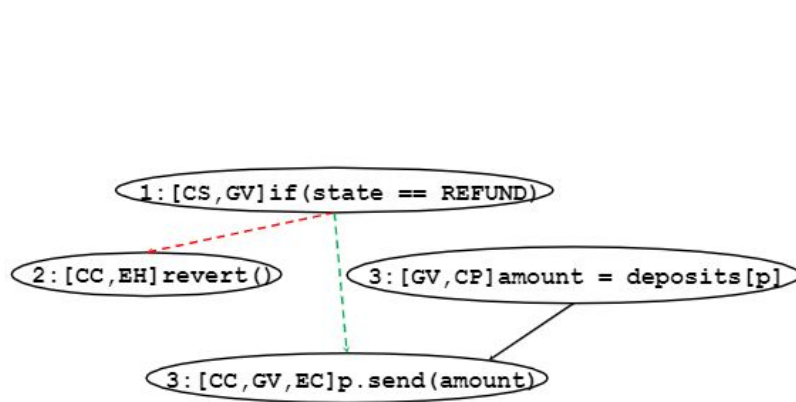 1:[CS,GV]if(state == REFUND)
2:[CC,EH]revert()
3:[GV,CP]amount = deposits[p]
3:[CC,GV,EC]p.send(amount)